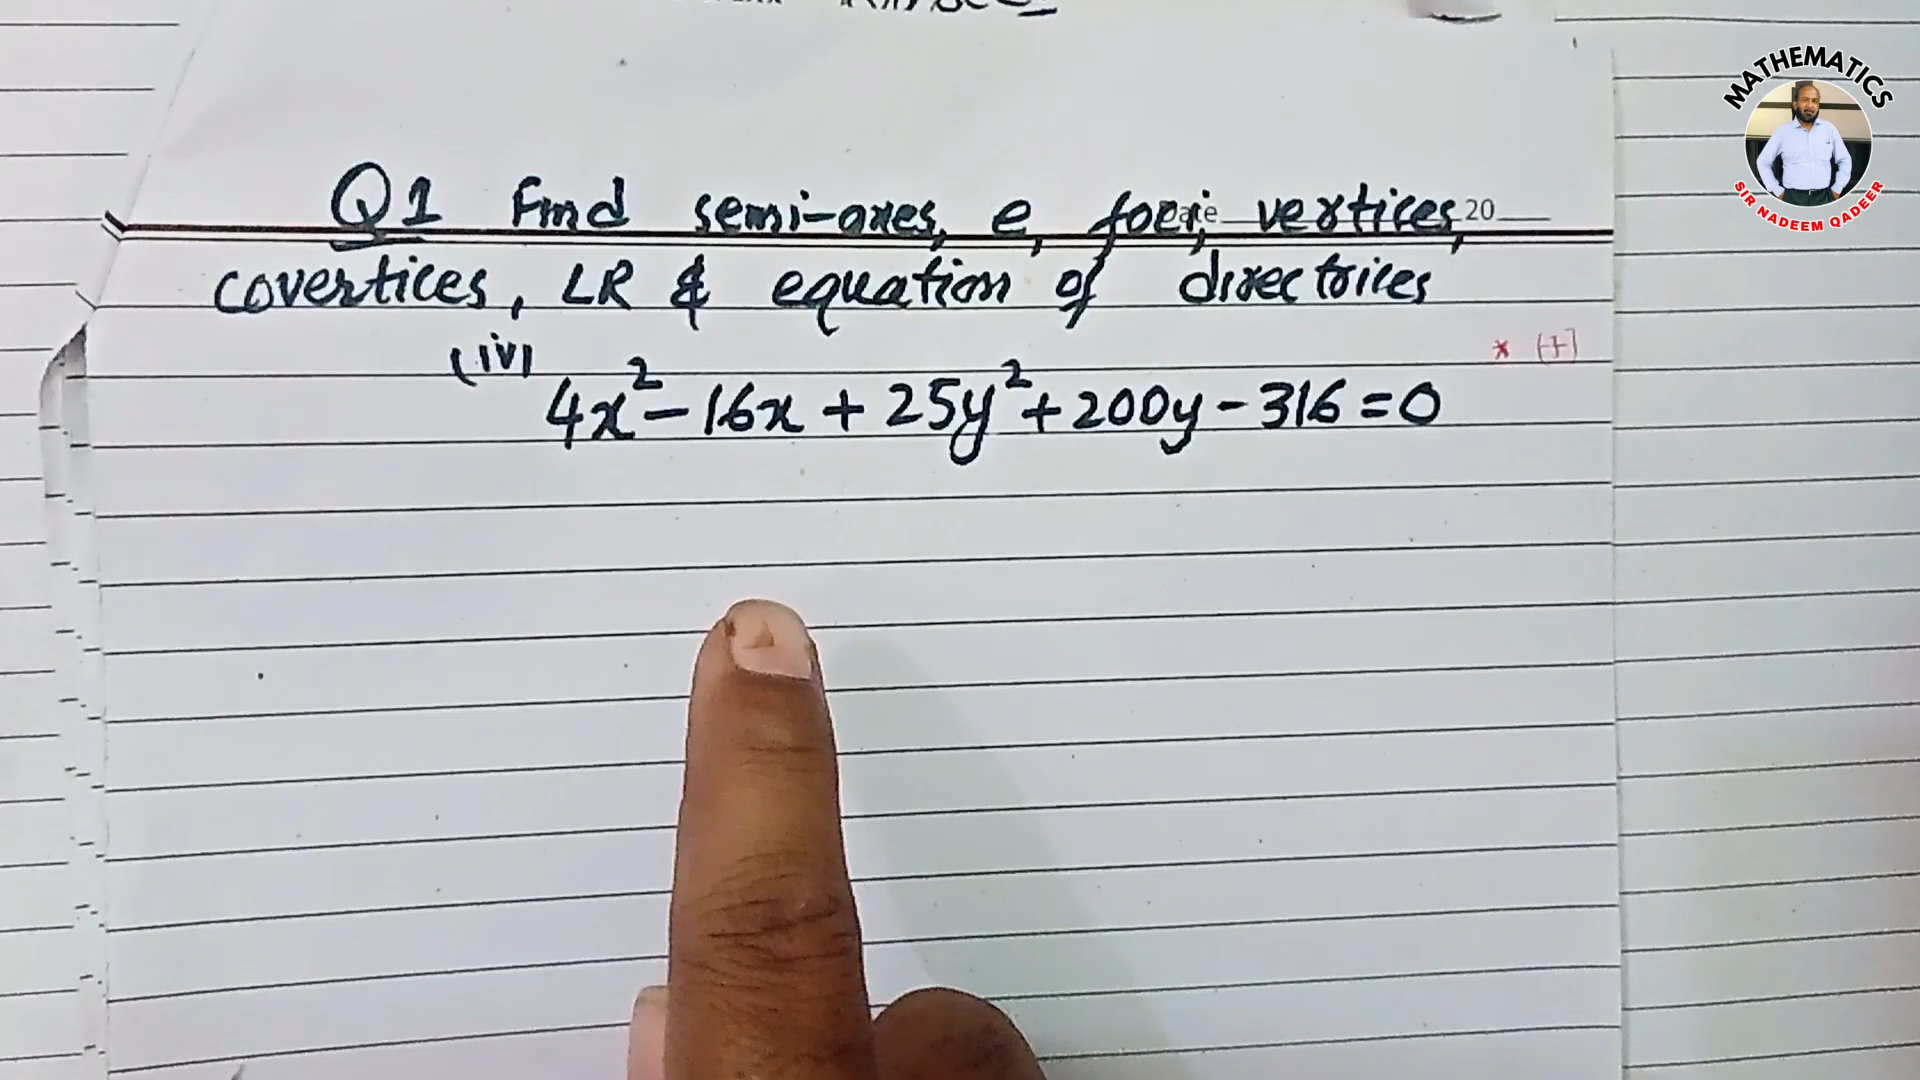 MATHEMATICS
SIR NADEEM QADEER
Q1 Find semi-axes, e, foci, vertices,
20
covertices, LR & equation of directrices
(iv)
4x² - 16x + 25y² + 200y - 316 = 0